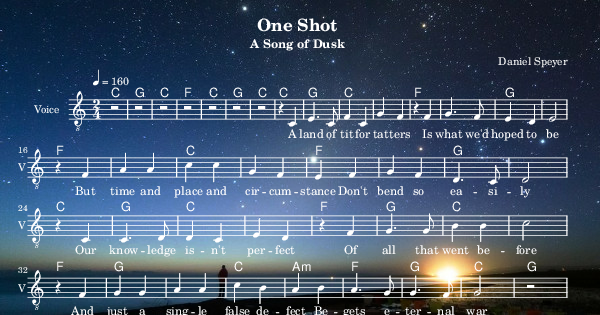 One Shot
A Song of Dusk
Daniel Speyer
♩ = 160
C G C F C G C C G C F G
Voice
A land of tit for tatters Is what we'd hoped to be
16
F C F G
V
But time and place and cir - cum - stance Don't bend so ea - si - ly
24
C G C G C
V
Our know - ledge is - n't per - fect Of all that went be - fore
32
F G C Am F G C G
V
And just a sing - le false de - fect Be - gets e - ter - nal war